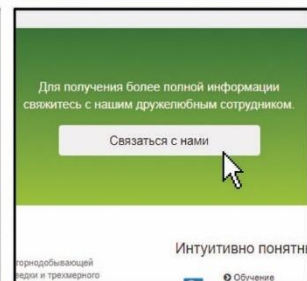 Для получения более полной информации
свяжитесь с нашим дружелюбным сотрудником.
Связаться с нами
Интуитивно понятн
горнодобывающей
ведки и трехмерного
Обучение